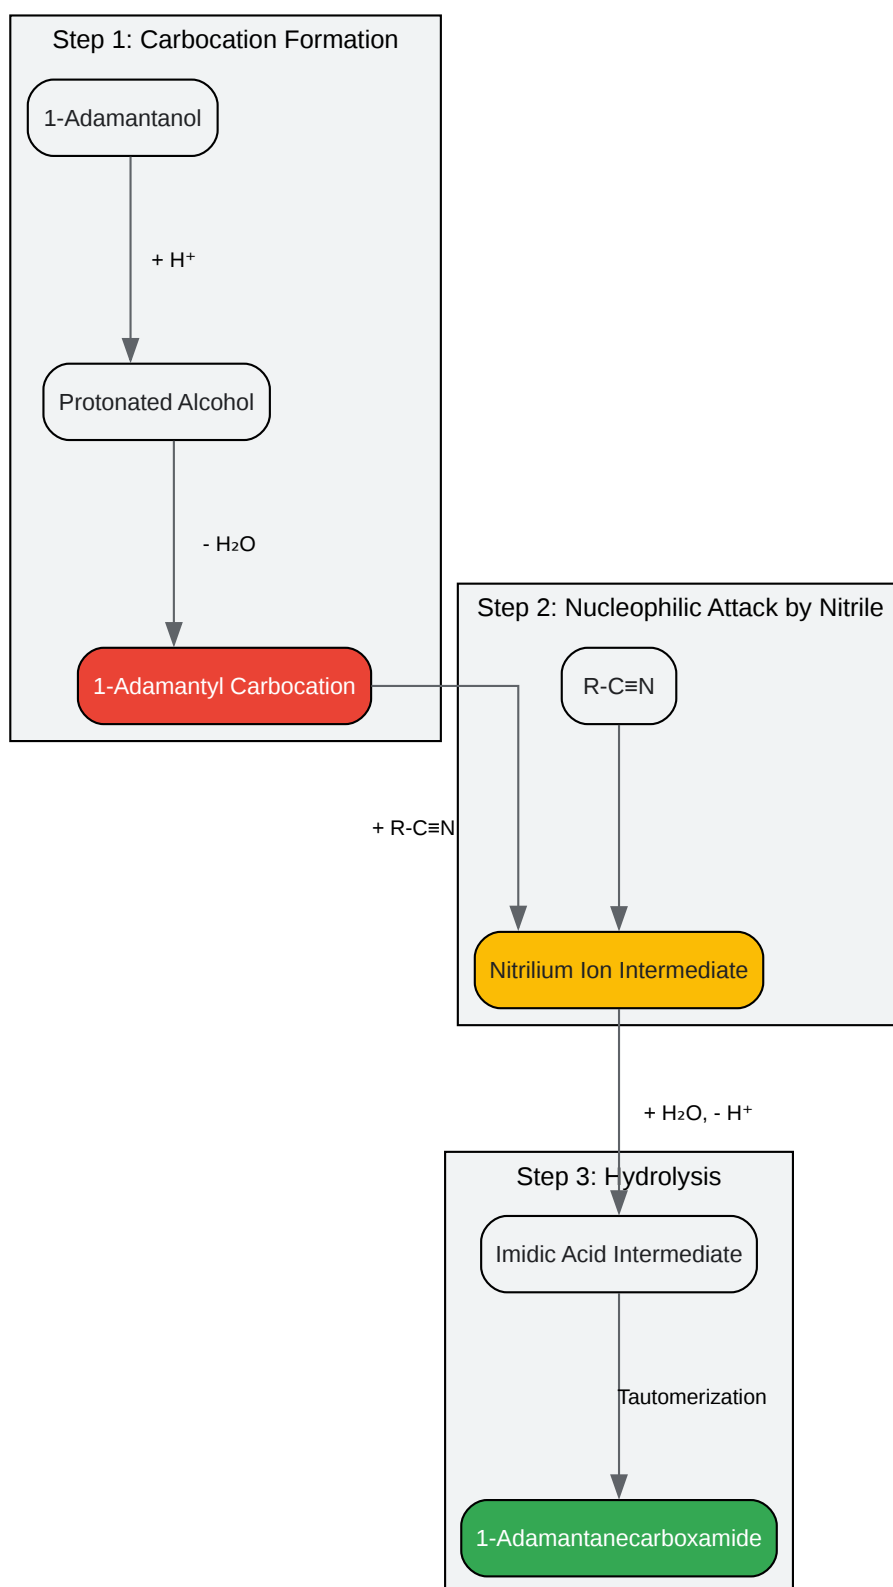 Step 1: Carbocation Formation
1-Adamantanol
+ H⁺
Protonated Alcohol
- H₂O
1-Adamantyl Carbocation
Step 2: Nucleophilic Attack by Nitrile
R-C≡N
+ R-C≡N
Nitrilium Ion Intermediate
+ H₂O, - H⁺
Step 3: Hydrolysis
Imidic Acid Intermediate
Tautomerization
1-Adamantanecarboxamide